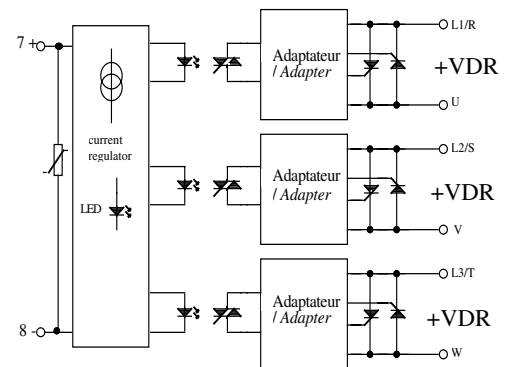 7 +
current
regulator
LED
8 -
Adaptateur
/ Adapter
L1/R
+VDR
U
Adaptateur
/ Adapter
L2/S
+VDR
V
Adaptateur
/ Adapter
L3/T
+VDR
W